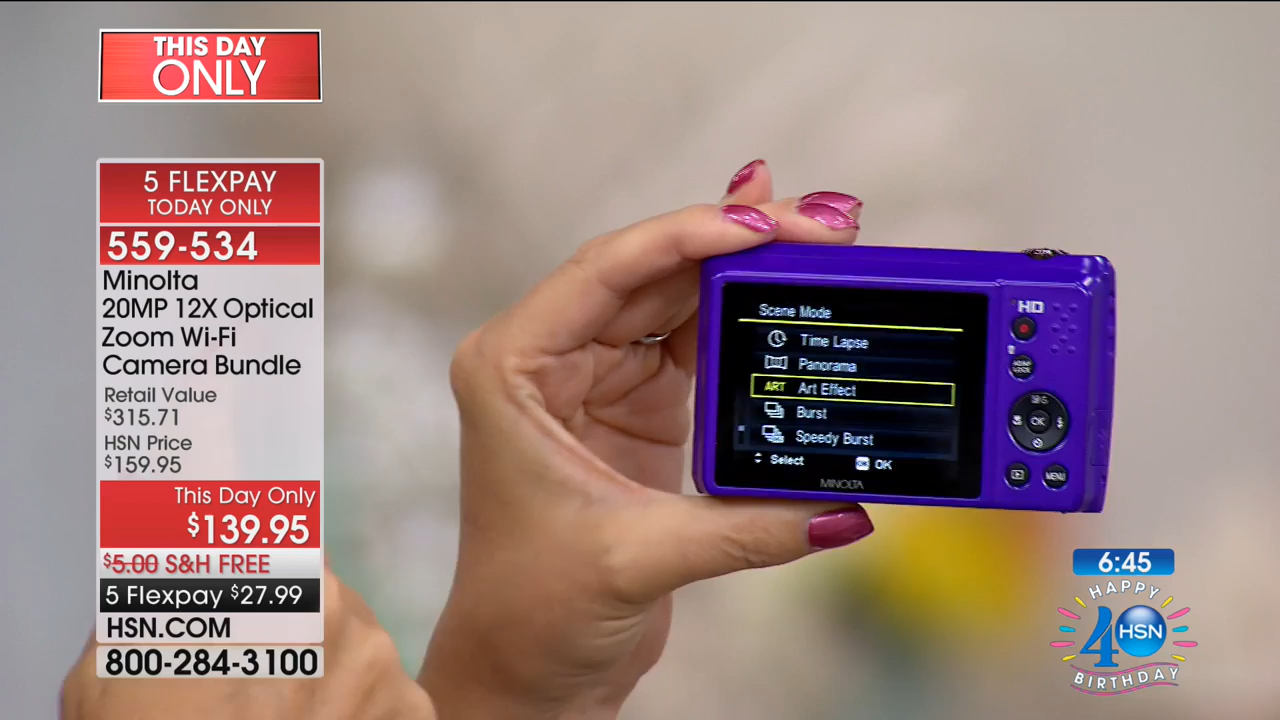 THIS DAY
ONLY
5 FLEXPAY
TODAY ONLY
559-534
Minolta
20MP 12X Optical
Zoom Wi-Fi
Camera Bundle
Retail Value
$315.71
HSN Price
$159.95
This Day Only
$139.95
$5.00 S&H FREE
5 Flexpay $27.99
HSN.COM
800-284-3100
Scene Mode
Time Lapse
Panorama
ART Art Effect
Burst
Speedy Burst
Select OK OK
MINOLTA
HD
OK
MENU
6:45
HAPPY
40 HSN
BIRTHDAY